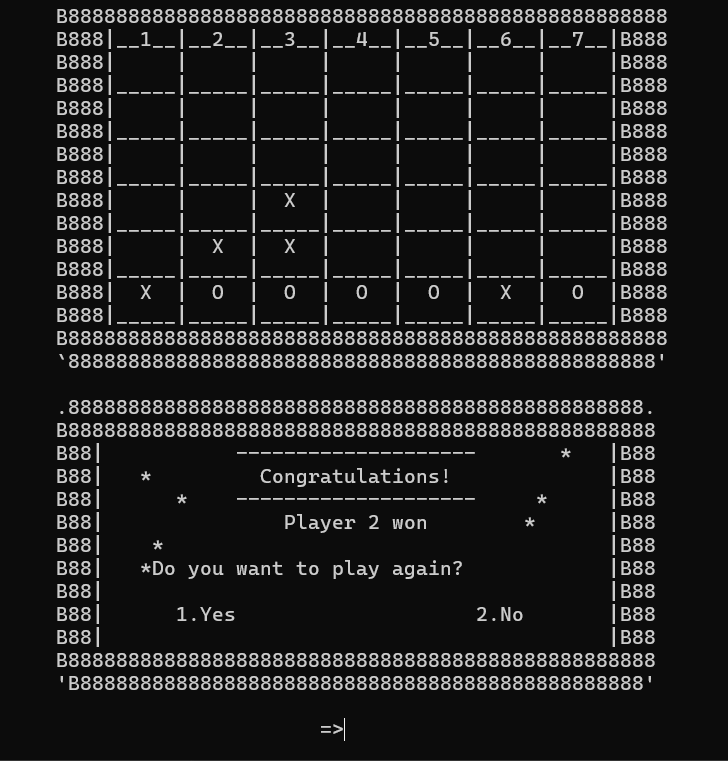 B88888888888888888888888888888888888888888888888888
B888|__1__|__2__|__3__|__4__|__5__|__6__|__7__|B888
B888|     |     |     |     |     |     |     |B888
B888|_____|_____|_____|_____|_____|_____|_____|B888
B888|     |     |     |     |     |     |     |B888
B888|_____|_____|_____|_____|_____|_____|_____|B888
B888|     |     |     |     |     |     |     |B888
B888|_____|_____|_____|_____|_____|_____|_____|B888
B888|     |     |  X  |     |     |     |     |B888
B888|_____|_____|_____|_____|_____|_____|_____|B888
B888|     |  X  |  X  |     |     |     |     |B888
B888|_____|_____|_____|_____|_____|_____|_____|B888
B888|  X  |  O  |  O  |  O  |  O  |  X  |  O  |B888
B888|_____|_____|_____|_____|_____|_____|_____|B888
B88888888888888888888888888888888888888888888888888
`8888888888888888888888888888888888888888888888888'
.888888888888888888888888888888888888888888888888.
B8888888888888888888888888888888888888888888888888
B88|           --------------------       *   |B88
B88|   *         Congratulations!             |B88
B88|      *    --------------------     *     |B88
B88|               Player 2 won        *      |B88
B88|    *                                     |B88
B88|   *Do you want to play again?            |B88
B88|                                          |B88
B88|      1.Yes                    2.No       |B88
B88|                                          |B88
B8888888888888888888888888888888888888888888888888
'B88888888888888888888888888888888888888888888888'
=>